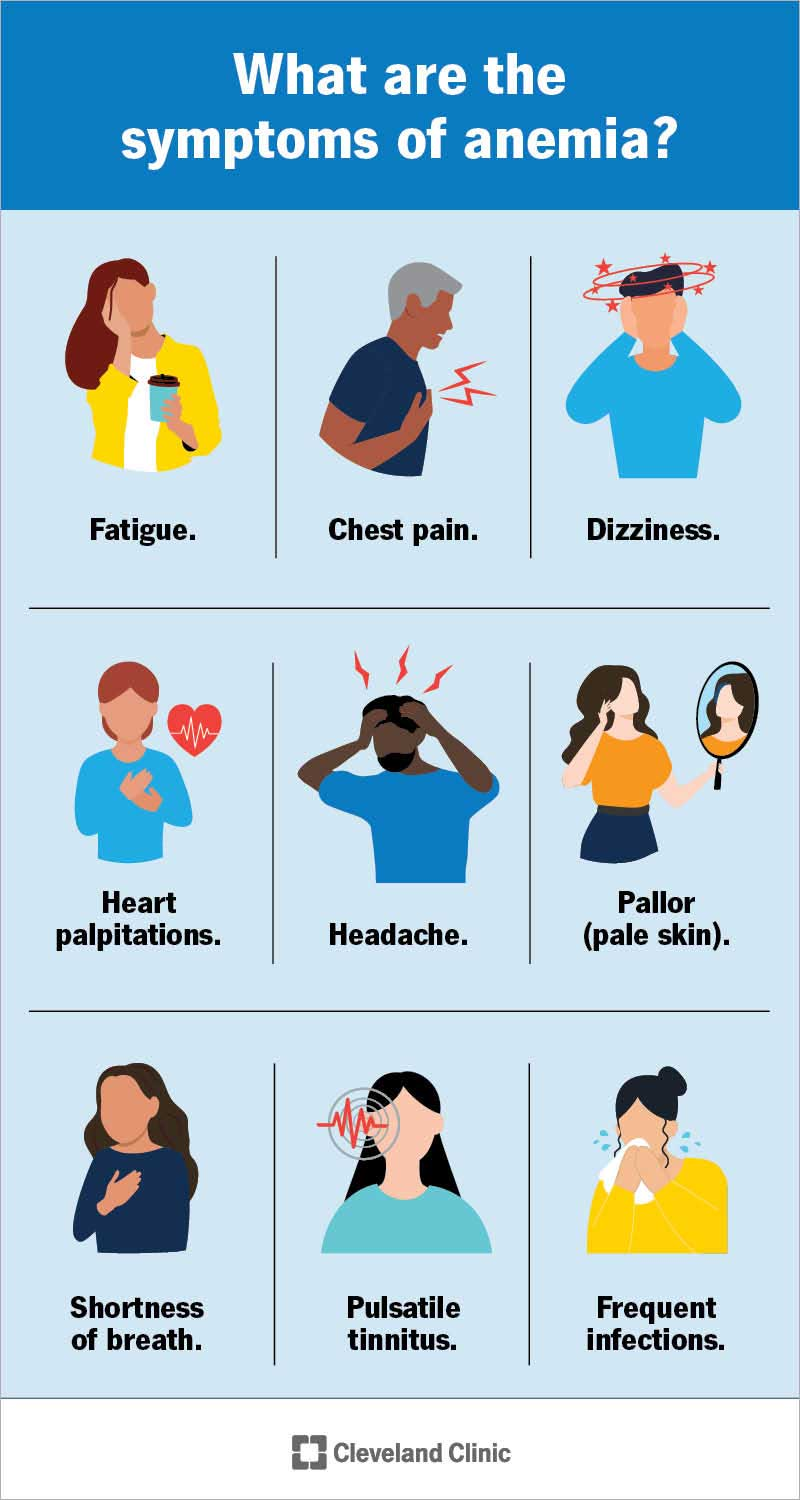 What are the
symptoms of anemia?
Fatigue.
Chest pain.
Dizziness.
Heart
palpitations.
Headache.
Pallor
(pale skin).
Shortness
of breath.
Pulsatile
tinnitus.
Frequent
infections.
Cleveland Clinic